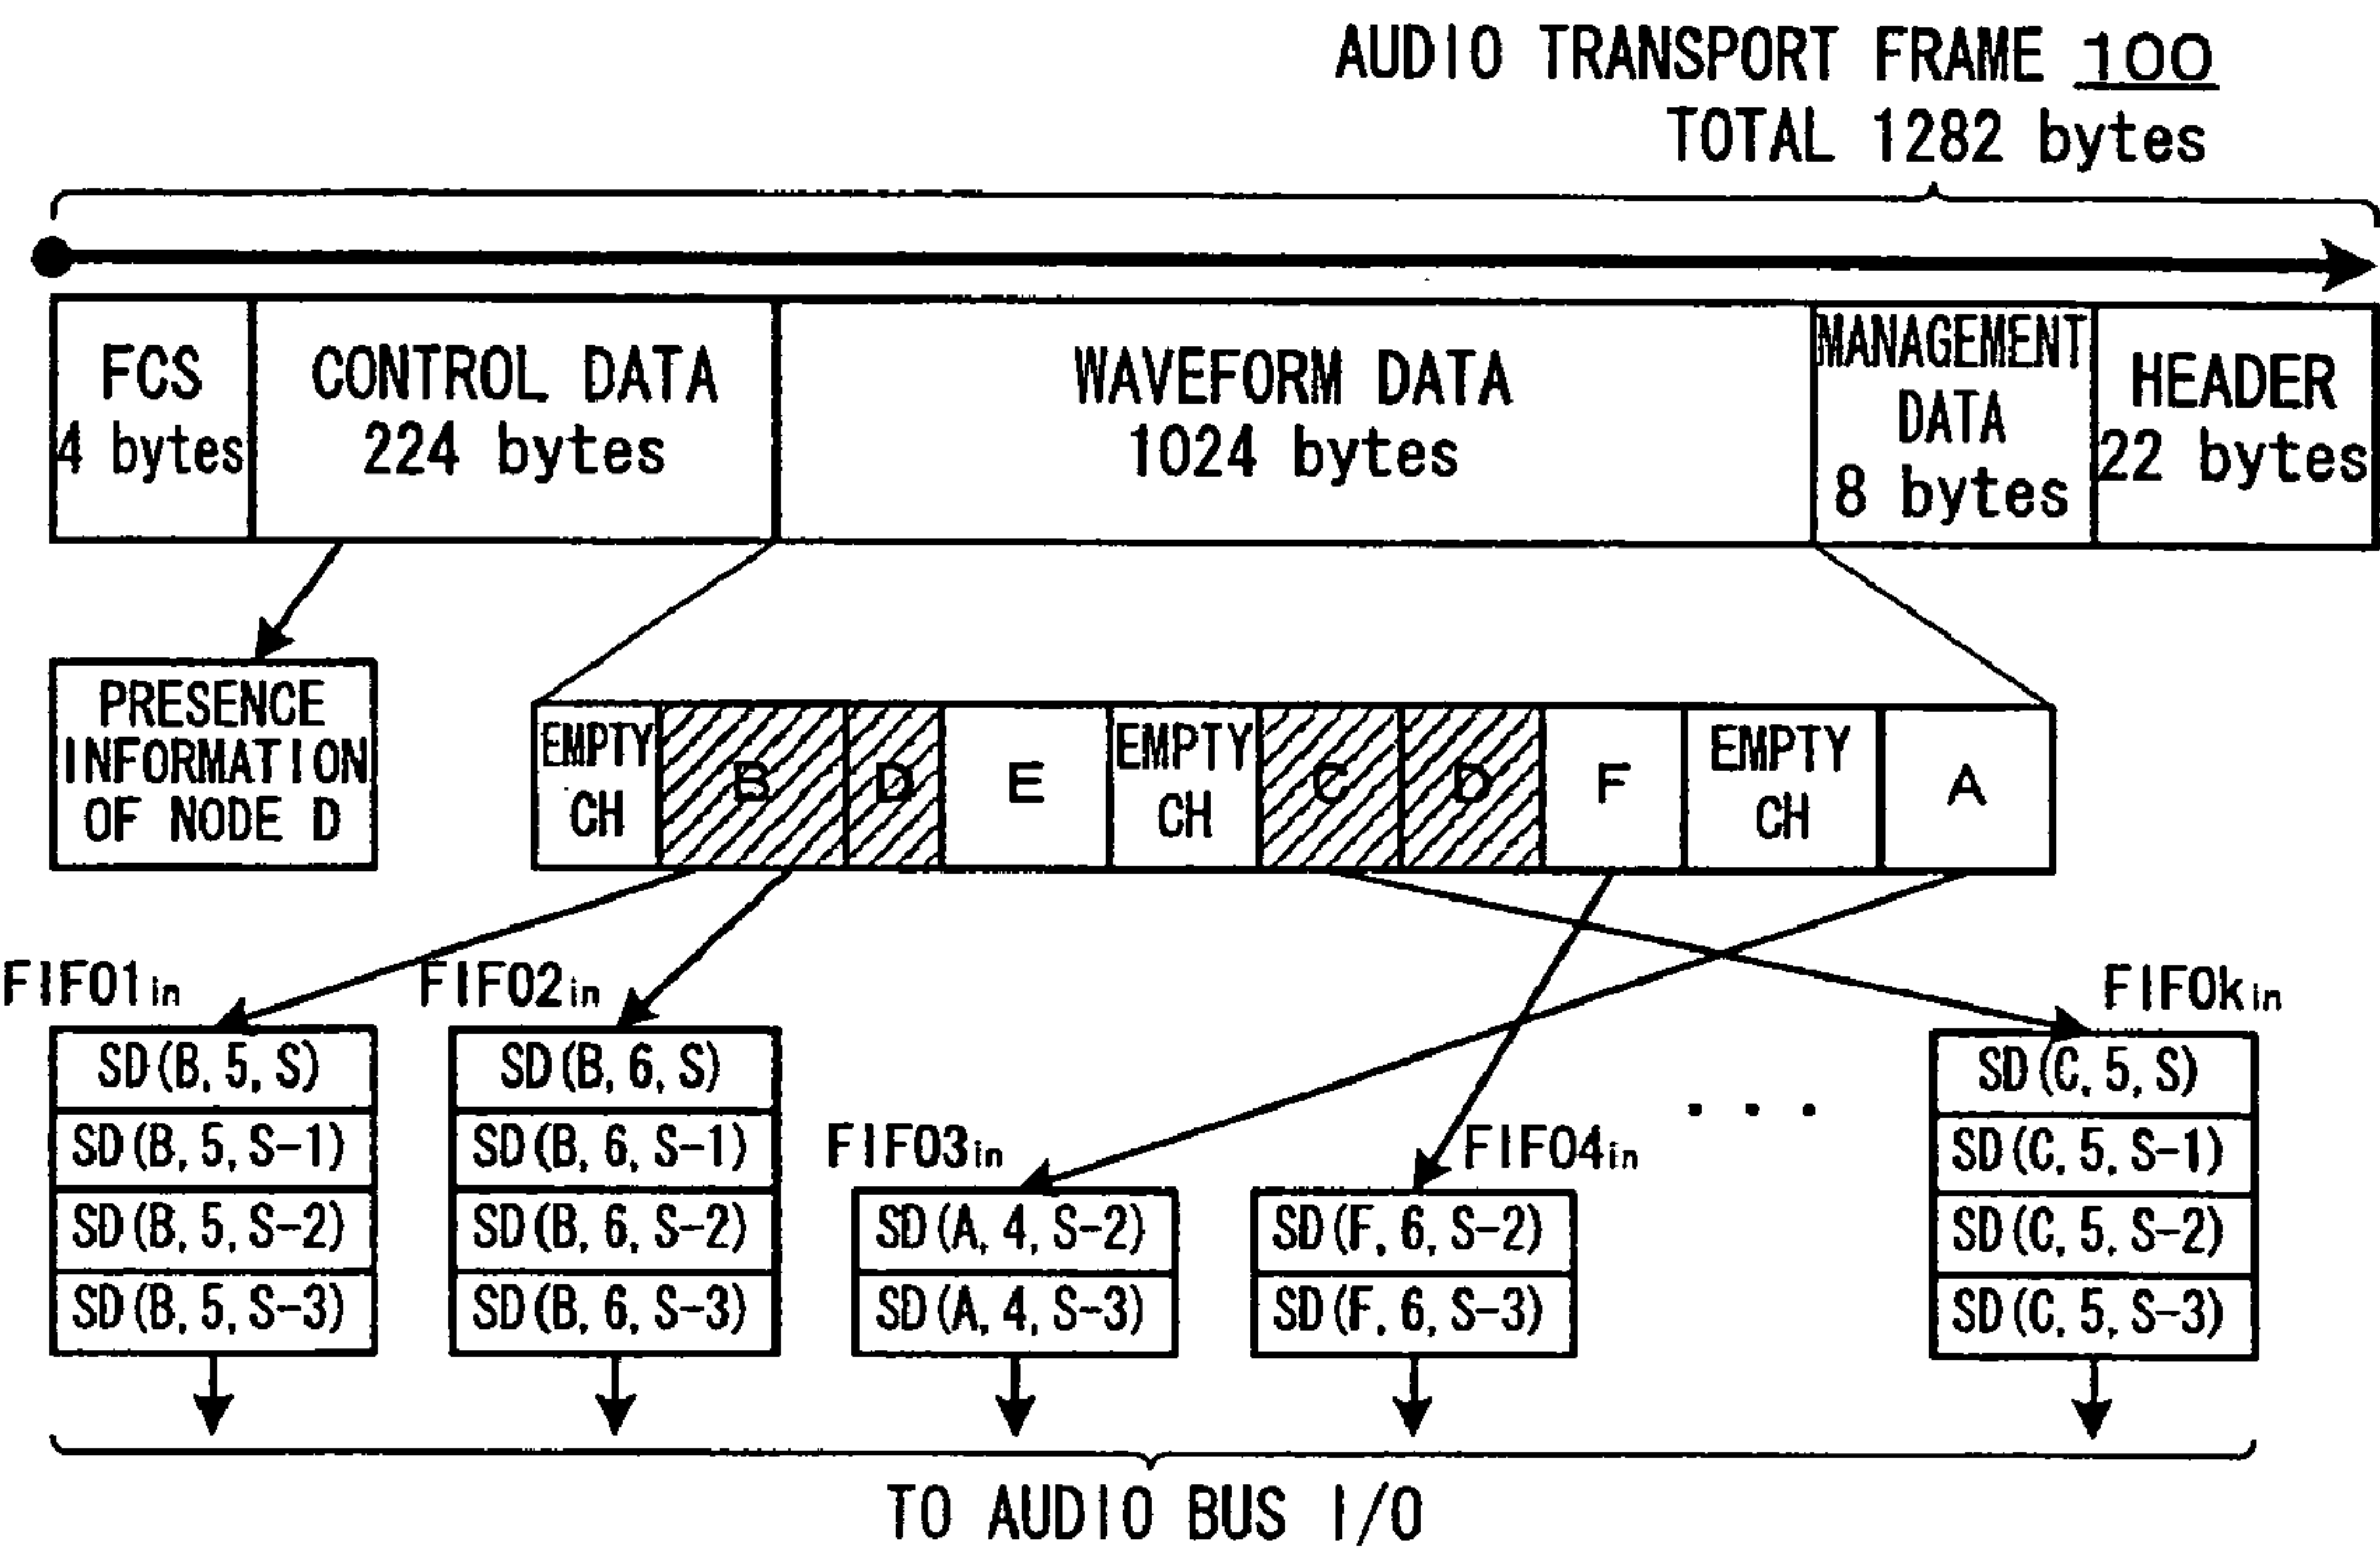 AUDIO TRANSPORT FRAME 100
TOTAL 1282 bytes
FCS
4 bytes
CONTROL DATA
224 bytes
WAVEFORM DATA
1024 bytes
MANAGEMENT
DATA
8 bytes
HEADER
22 bytes
PRESENCE
INFORMATION
OF NODE D
EMPTY
CH
B
D
E
EMPTY
CH
C
D
F
EMPTY
CH
A
FIFO1in
SD(B, 5, S)
SD(B, 5, S-1)
SD(B, 5, S-2)
SD(B, 5, S-3)
FIFO2in
SD(B, 6, S)
SD(B, 6, S-1)
SD(B, 6, S-2)
SD(B, 6, S-3)
FIFO3in
SD(A, 4, S-2)
SD(A, 4, S-3)
FIFO4in
SD(F, 6, S-2)
SD(F, 6, S-3)
. . .
FIFOkin
SD(C, 5, S)
SD(C, 5, S-1)
SD(C, 5, S-2)
SD(C, 5, S-3)
TO AUDIO BUS I/O